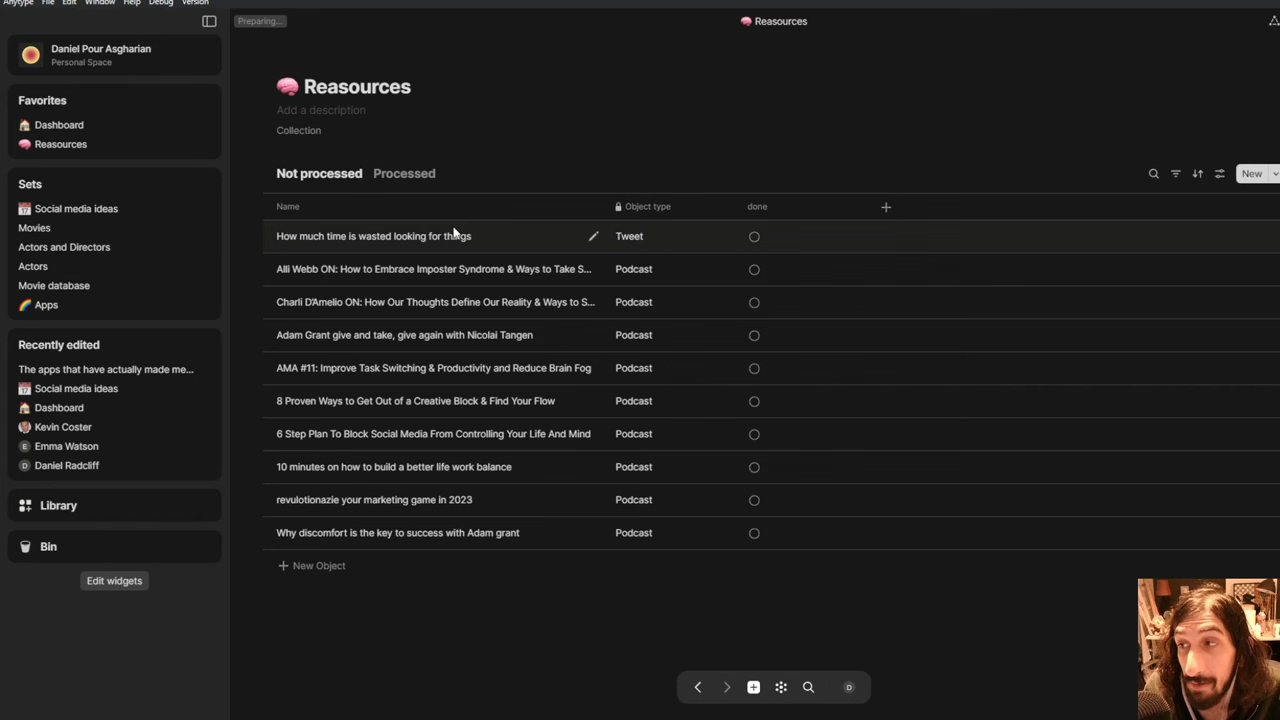 Anytype File Edit Window Help Debug Version
Daniel Pour Asgharian
Personal Space
Favorites
Dashboard
Reasources
Sets
Social media ideas
Movies
Actors and Directors
Actors
Movie database
Apps
Recently edited
The apps that have actually made me...
Social media ideas
Dashboard
Kevin Coster
E Emma Watson
D Daniel Radcliff
Library
Bin
Edit widgets
Preparing...
Reasources
Reasources
Add a description
Collection
Not processed Processed
New
Name Object type done
How much time is wasted looking for things Tweet
Alli Webb ON: How to Embrace Imposter Syndrome & Ways to Take S... Podcast
Charli D'Amelio ON: How Our Thoughts Define Our Reality & Ways to S... Podcast
Adam Grant give and take, give again with Nicolai Tangen Podcast
AMA #11: Improve Task Switching & Productivity and Reduce Brain Fog Podcast
8 Proven Ways to Get Out of a Creative Block & Find Your Flow Podcast
6 Step Plan To Block Social Media From Controlling Your Life And Mind Podcast
10 minutes on how to build a better life work balance Podcast
revulotionazie your marketing game in 2023 Podcast
Why discomfort is the key to success with Adam grant Podcast
New Object
D